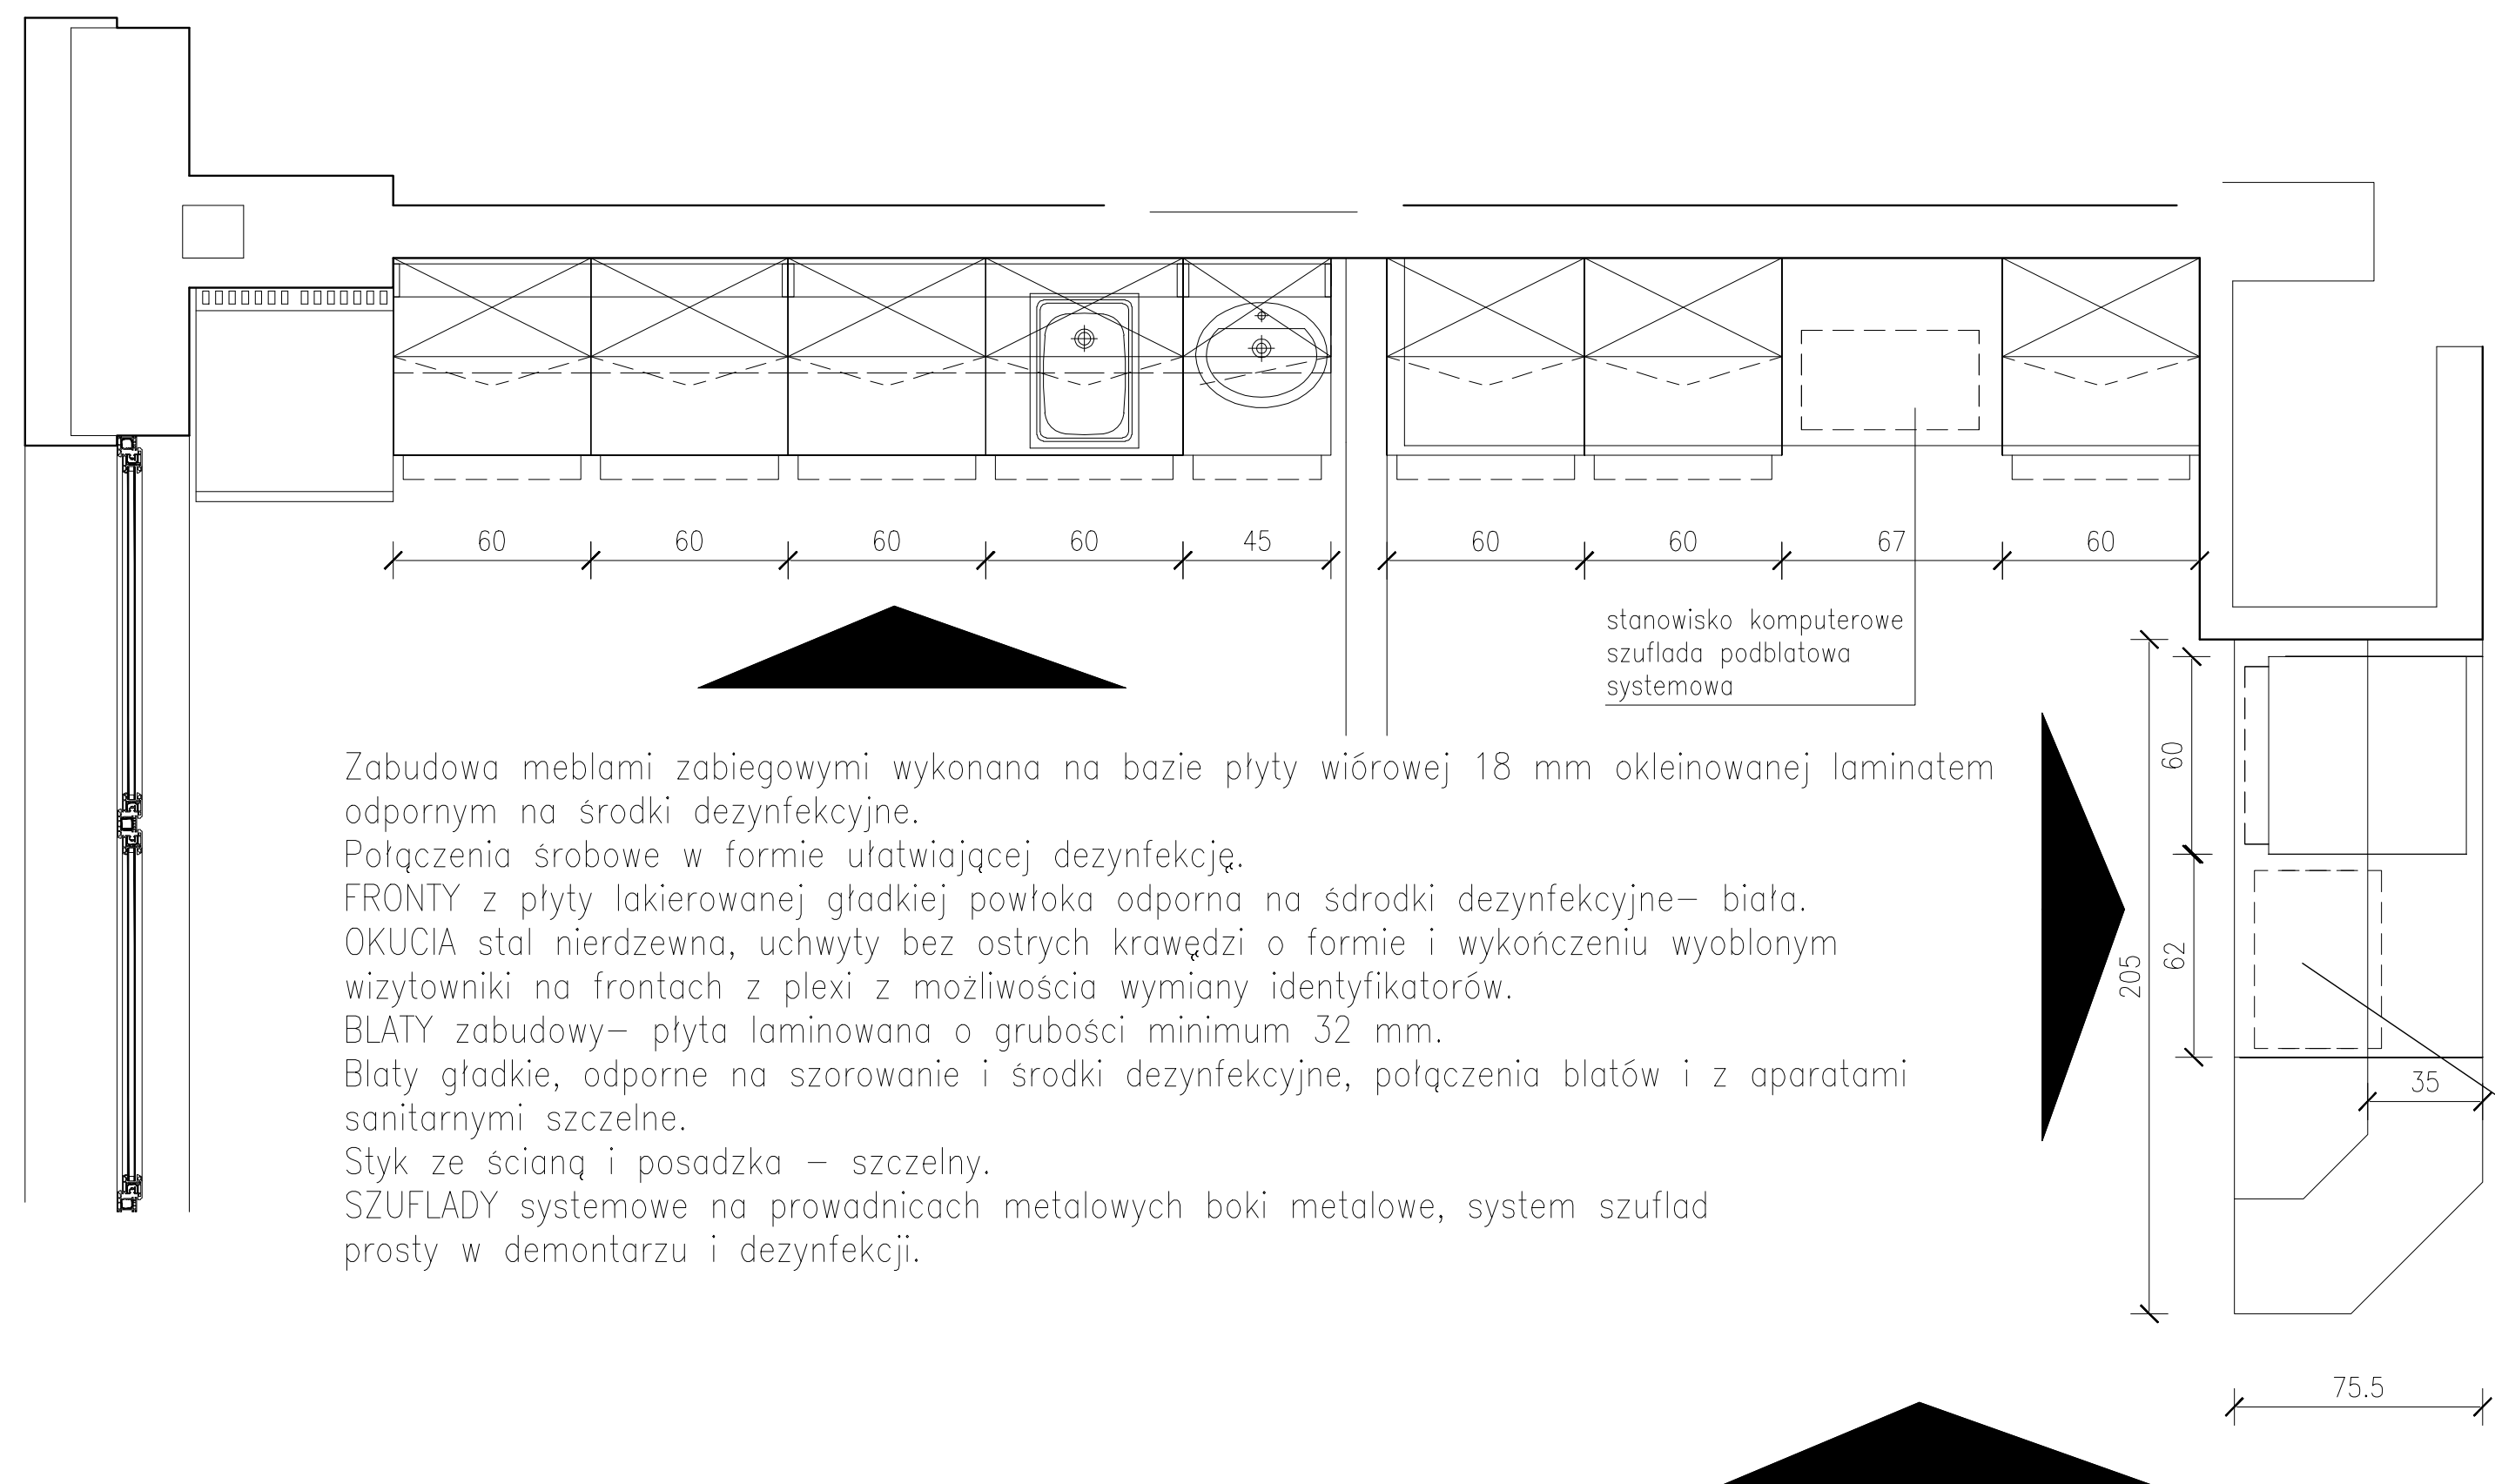 60 60 60 60 45 60 60 67 60
stanowisko komputerowe
szuflada podblatowa
systemowa
Zabudowa meblami zabiegowymi wykonana na bazie płyty wiórowej 18 mm okleinowanej laminatem
odpornym na środki dezynfekcyjne.
Połączenia śrobowe w formie ułatwiającej dezynfekcję.
FRONTY z płyty lakierowanej gładkiej powłoka odporna na śdrodki dezynfekcyjne– biała.
OKUCIA stal nierdzewna, uchwyty bez ostrych krawędzi o formie i wykończeniu wyoblonym
wizytowniki na frontach z plexi z możliwościa wymiany identyfikatorów.
BLATY zabudowy– płyta laminowana o grubości minimum 32 mm.
Blaty gładkie, odporne na szorowanie i środki dezynfekcyjne, połączenia blatów i z aparatami
sanitarnymi szczelne.
Styk ze ścianą i posadzka – szczelny.
SZUFLADY systemowe na prowadnicach metalowych boki metalowe, system szuflad
prosty w demontarzu i dezynfekcji.
60
62
205
35
75.5